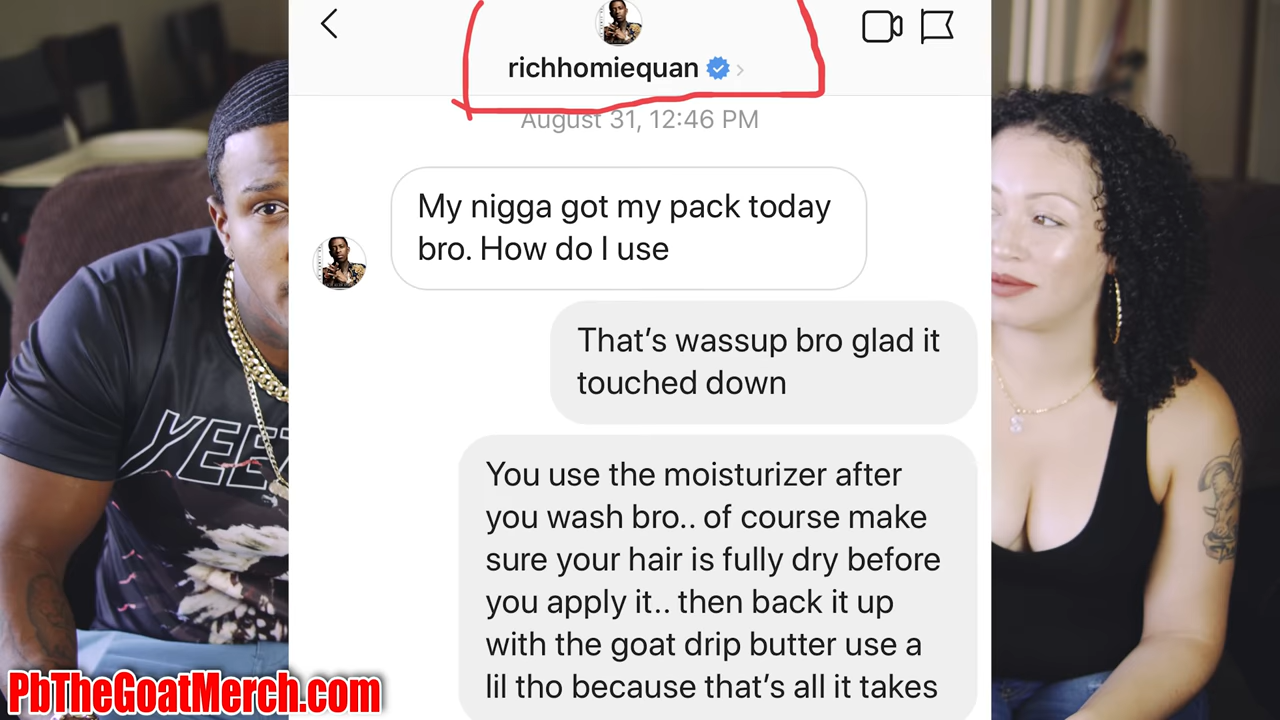 richhomiequan
August 31, 12:46 PM
My nigga got my pack today
bro. How do I use
That's wassup bro glad it
touched down
You use the moisturizer after
you wash bro.. of course make
sure your hair is fully dry before
you apply it.. then back it up
with the goat drip butter use a
lil tho because that's all it takes
YEE
PbTheGoatMerch.com